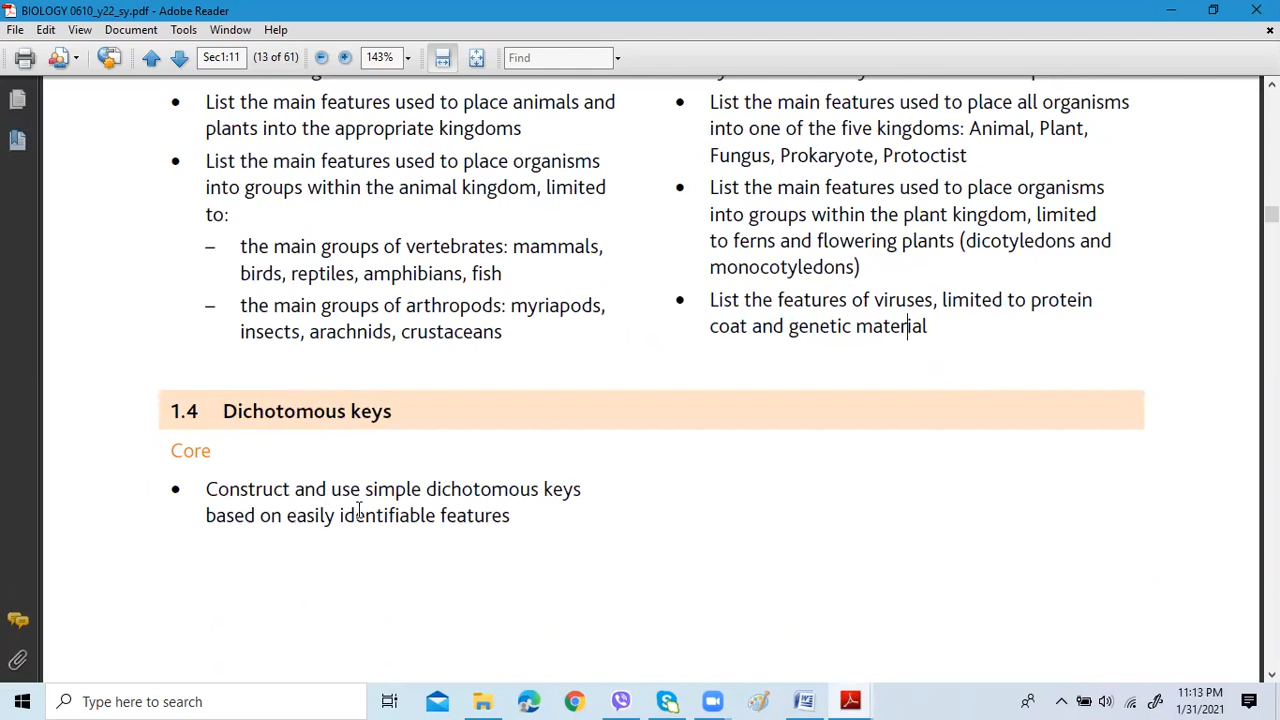 BIOLOGY 0610_y22_sy.pdf - Adobe Reader
File Edit View Document Tools Window Help
Sec1:11 (13 of 61) 143% Find
List the main features used to place animals and
plants into the appropriate kingdoms
List the main features used to place organisms
into groups within the animal kingdom, limited
to:
– the main groups of vertebrates: mammals,
birds, reptiles, amphibians, fish
– the main groups of arthropods: myriapods,
insects, arachnids, crustaceans
List the main features used to place all organisms
into one of the five kingdoms: Animal, Plant,
Fungus, Prokaryote, Protoctist
List the main features used to place organisms
into groups within the plant kingdom, limited
to ferns and flowering plants (dicotyledons and
monocotyledons)
List the features of viruses, limited to protein
coat and genetic material
1.4 Dichotomous keys
Core
Construct and use simple dichotomous keys
based on easily identifiable features
Type here to search
11:13 PM
1/31/2021